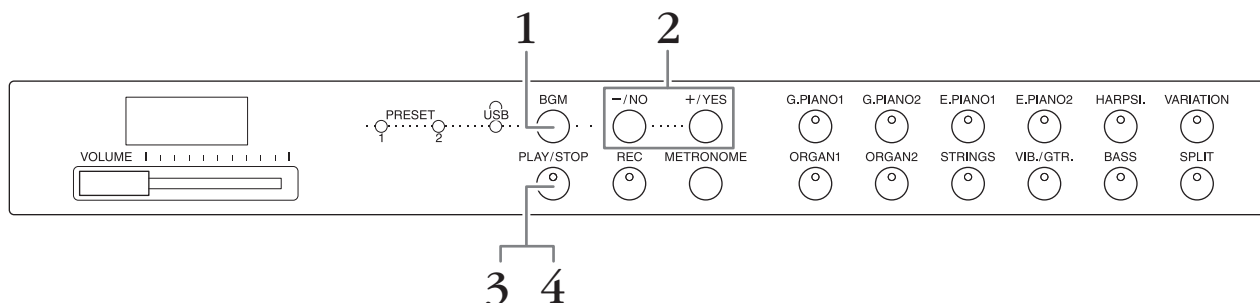 1 2
BGM -/NO +/YES G.PIANO1 G.PIANO2 E.PIANO1 E.PIANO2 HARPSI. VARIATION
PRESET USB
1 2
VOLUME PLAY/STOP REC METRONOME ORGAN1 ORGAN2 STRINGS VIB./GTR. BASS SPLIT
3 4